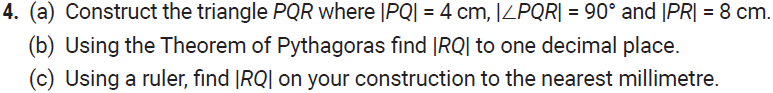 4. (a) Construct the triangle PQR where |PQ| = 4 cm, |∠PQR| = 90° and |PR| = 8 cm.
(b) Using the Theorem of Pythagoras find |RQ| to one decimal place.
(c) Using a ruler, find |RQ| on your construction to the nearest millimetre.